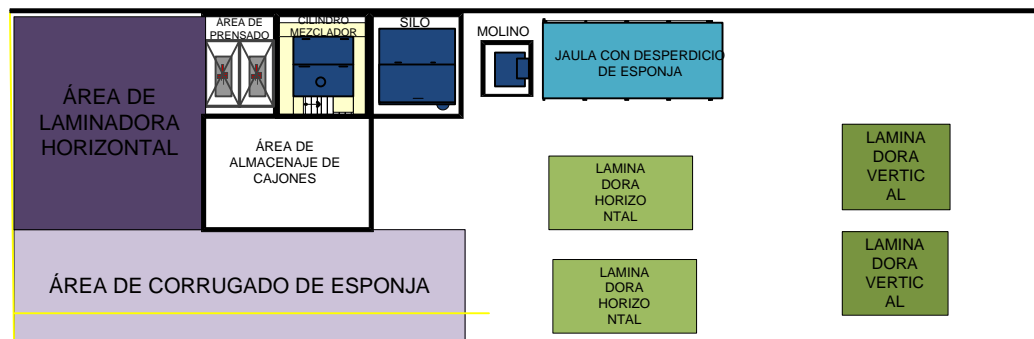 ÁREA DE
PRENSADO
CILINDRO
MEZCLADOR
SILO
MOLINO
JAULA CON DESPERDICIO
DE ESPONJA
ÁREA DE
LAMINADORA
HORIZONTAL
ÁREA DE
ALMACENAJE DE
CAJONES
LAMINA
DORA
HORIZO
NTAL
LAMINA
DORA
VERTIC
AL
ÁREA DE CORRUGADO DE ESPONJA
LAMINA
DORA
HORIZO
NTAL
LAMINA
DORA
VERTIC
AL